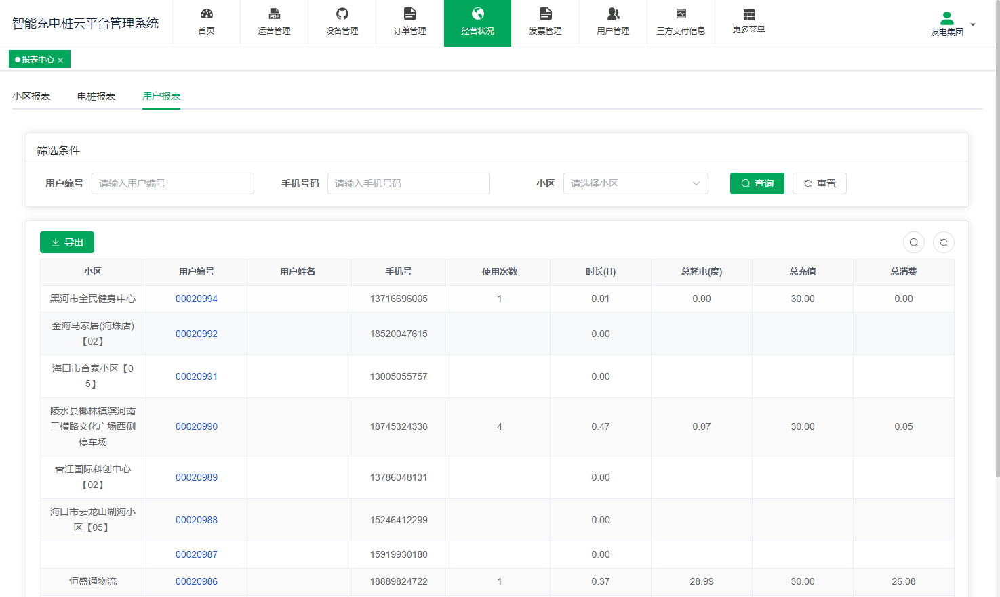 智能充电桩云平台管理系统
首页
PDF
运营管理
设备管理
订单管理
经营状况
发票管理
用户管理
三方支付信息
更多菜单
友电集团
报表中心
小区报表
电桩报表
用户报表
筛选条件
用户编号
请输入用户编号
手机号码
请输入手机号码
小区
请选择小区
查询
重置
导出
小区
用户编号
用户姓名
手机号
使用次数
时长(H)
总耗电(度)
总充值
总消费
黑河市全民健身中心
00020994
13716696005
1
0.01
0.00
30.00
0.00
金海马家居(海珠店)
【02】
00020992
18520047615
0.00
海口市合泰小区【0
5】
00020991
13005055757
0.00
陵水县椰林镇滨河南
三横路文化广场西侧
停车场
00020990
18745324338
4
0.47
0.07
30.00
0.05
香江国际科创中心
【02】
00020989
13786048131
0.00
海口市云龙山湖海小
区【05】
00020988
15246412299
0.00
00020987
15919930180
0.00
恒盛通物流
00020986
18889824722
1
0.37
28.99
30.00
26.08